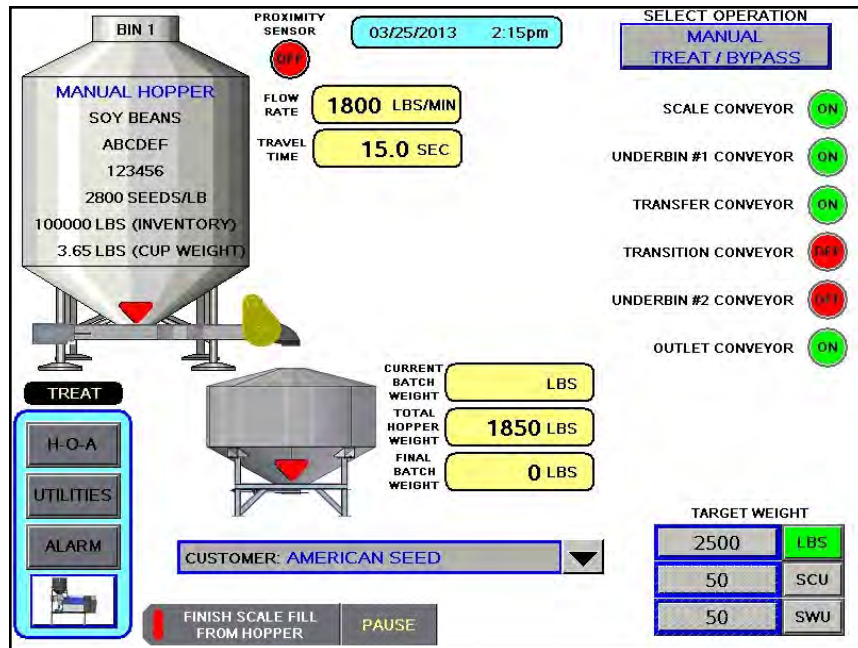 BIN 1
PROXIMITY
SENSOR
OFF
03/25/2013 2:15pm
SELECT OPERATION
MANUAL
TREAT / BYPASS
MANUAL HOPPER
SOY BEANS
ABCDEF
123456
2800 SEEDS/LB
100000 LBS (INVENTORY)
3.65 LBS (CUP WEIGHT)
FLOW
RATE
1800 LBS/MIN
TRAVEL
TIME
15.0 SEC
SCALE CONVEYOR ON
UNDERBIN #1 CONVEYOR ON
TRANSFER CONVEYOR ON
TRANSITION CONVEYOR OFF
UNDERBIN #2 CONVEYOR OFF
OUTLET CONVEYOR ON
TREAT
H-O-A
UTILITIES
ALARM
CURRENT
BATCH
WEIGHT
LBS
TOTAL
HOPPER
WEIGHT
1850 LBS
FINAL
BATCH
WEIGHT
0 LBS
CUSTOMER: AMERICAN SEED
FINISH SCALE FILL
FROM HOPPER
PAUSE
TARGET WEIGHT
2500 LBS
50 SCU
50 SWU